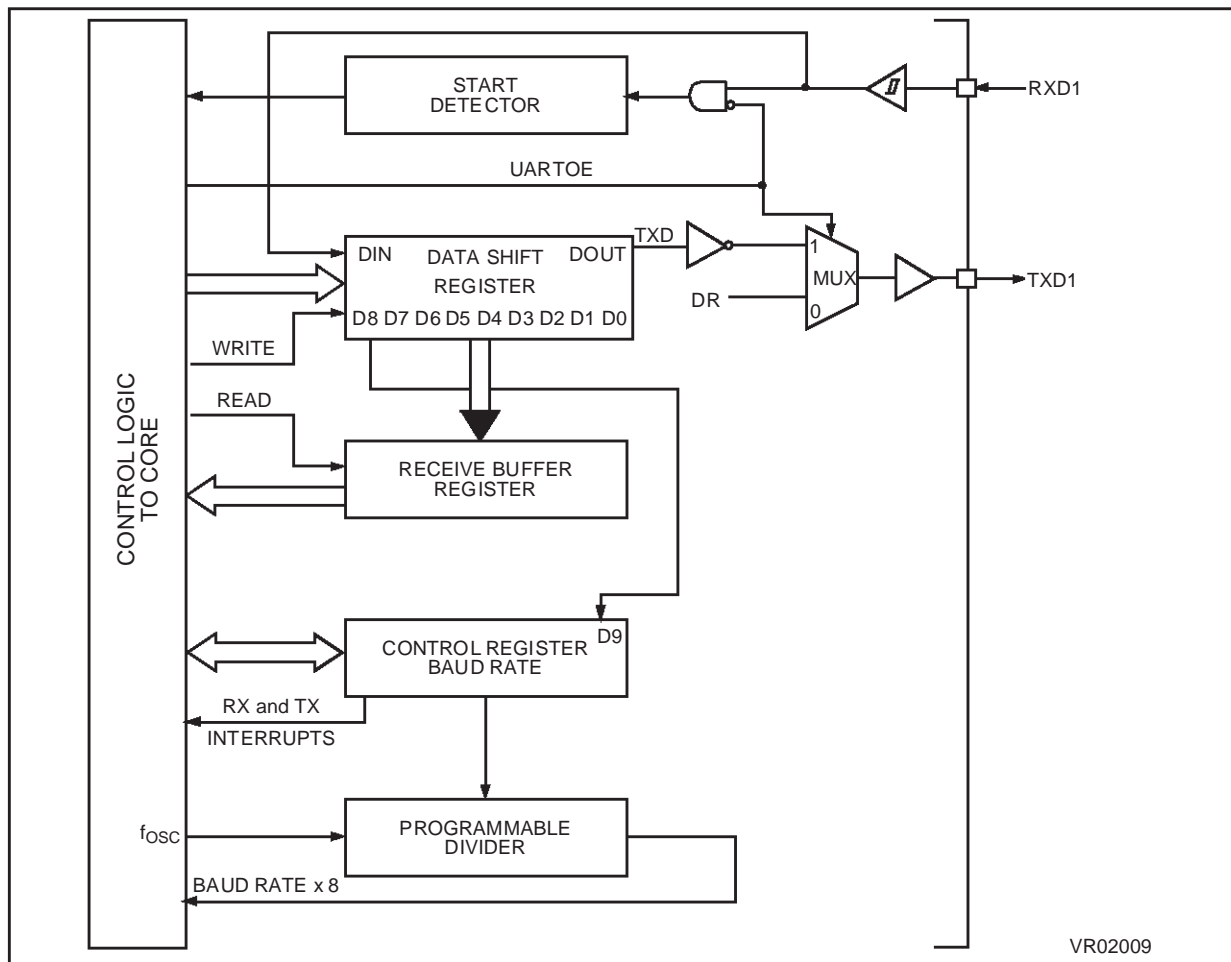 START
DETECTOR
RXD1
UARTOE
TXD
DIN DATA SHIFT DOUT
REGISTER
D8 D7 D6 D5 D4 D3 D2 D1 D0
1
MUX
0
DR
TXD1
WRITE
READ
CONTROL LOGIC
TO CORE
RECEIVE BUFFER
REGISTER
D9
CONTROL REGISTER
BAUD RATE
RX and TX
INTERRUPTS
fOSC
PROGRAMMABLE
DIVIDER
BAUD RATE x 8
VR02009